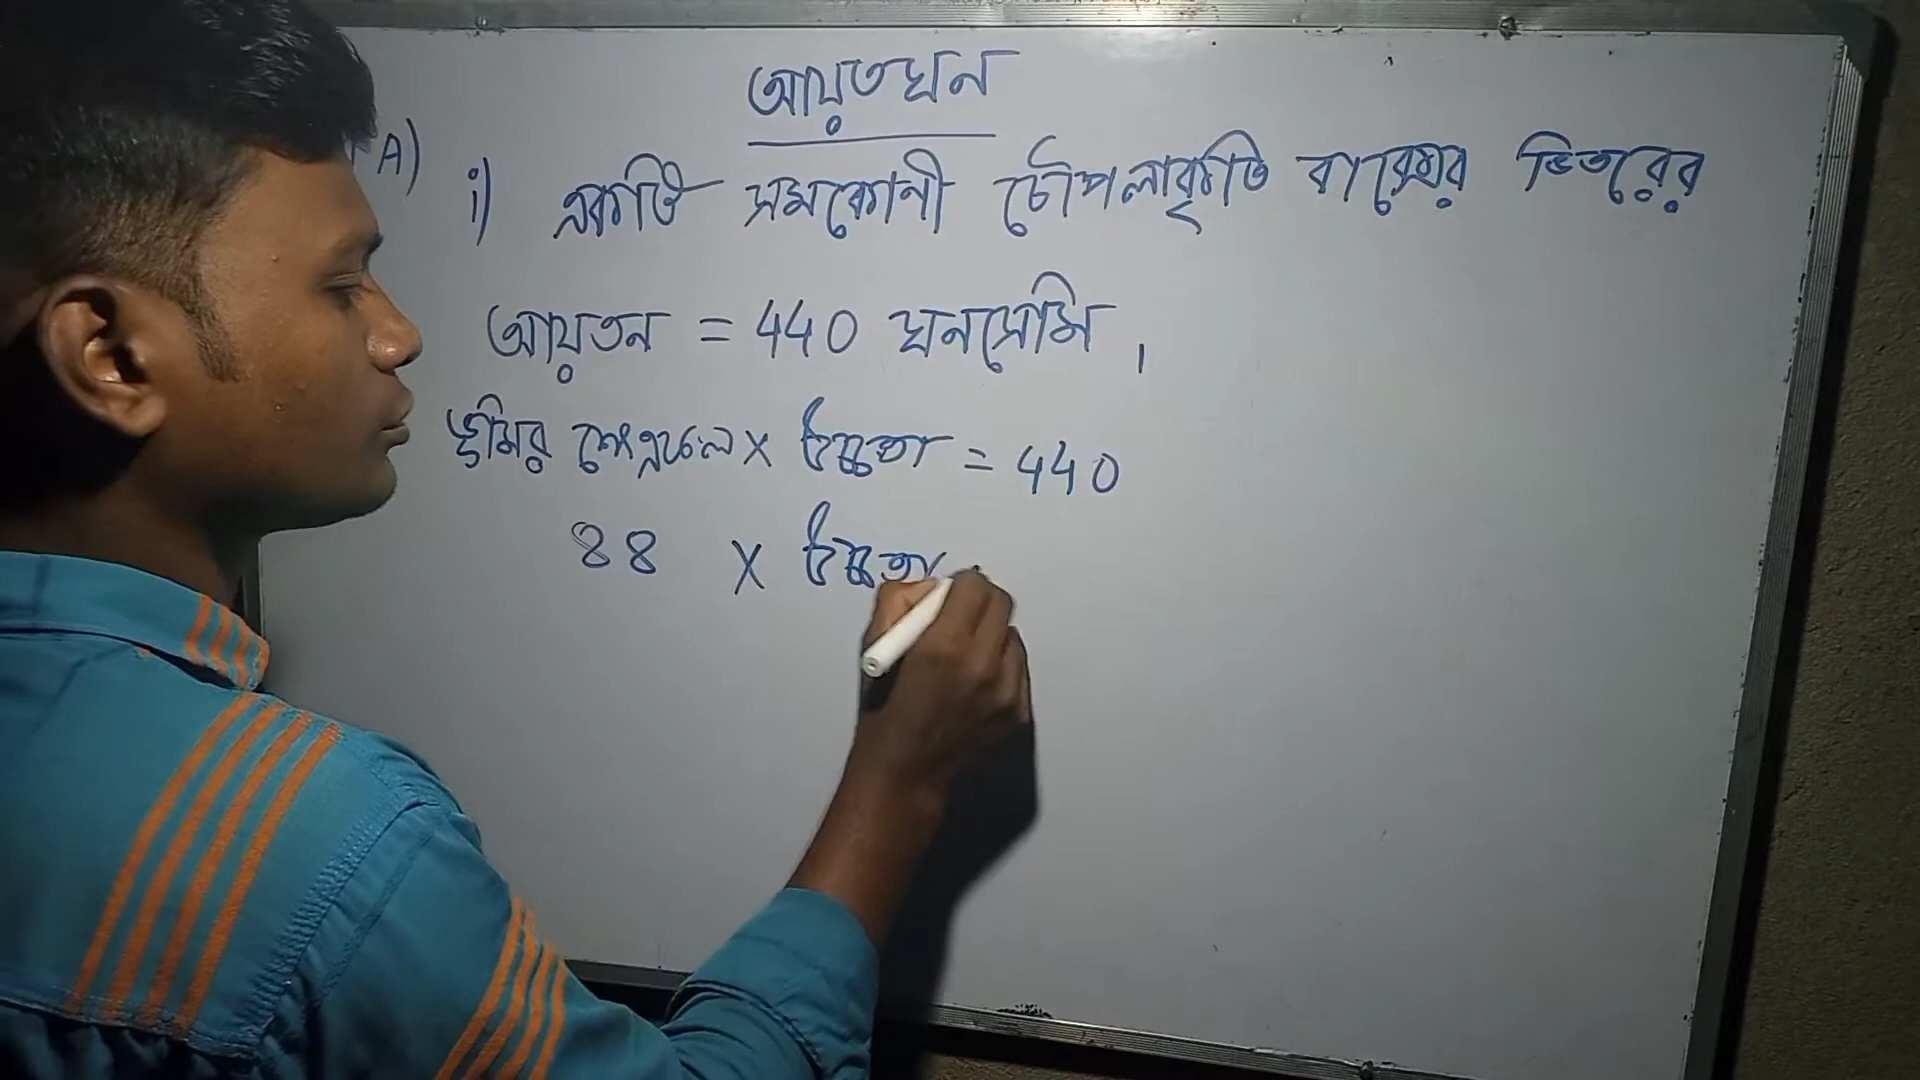 আয়তঘন
A) i) একটি সমকোনী চৌপলাকৃতি বাক্সের ভিতরের
আয়তন = 440 ঘনসেমি,
ভূমির ক্ষেত্রফল x উচ্চতা = 440
88 x উচ্চতা